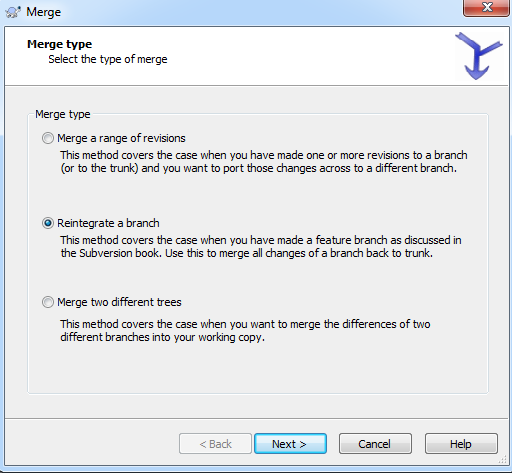 Merge
Merge type
Select the type of merge
Merge type
Merge a range of revisions
This method covers the case when you have made one or more revisions to a branch
(or to the trunk) and you want to port those changes across to a different branch.
Reintegrate a branch
This method covers the case when you have made a feature branch as discussed in
the Subversion book. Use this to merge all changes of a branch back to trunk.
Merge two different trees
This method covers the case when you want to merge the differences of two
different branches into your working copy.
< Back Next > Cancel Help